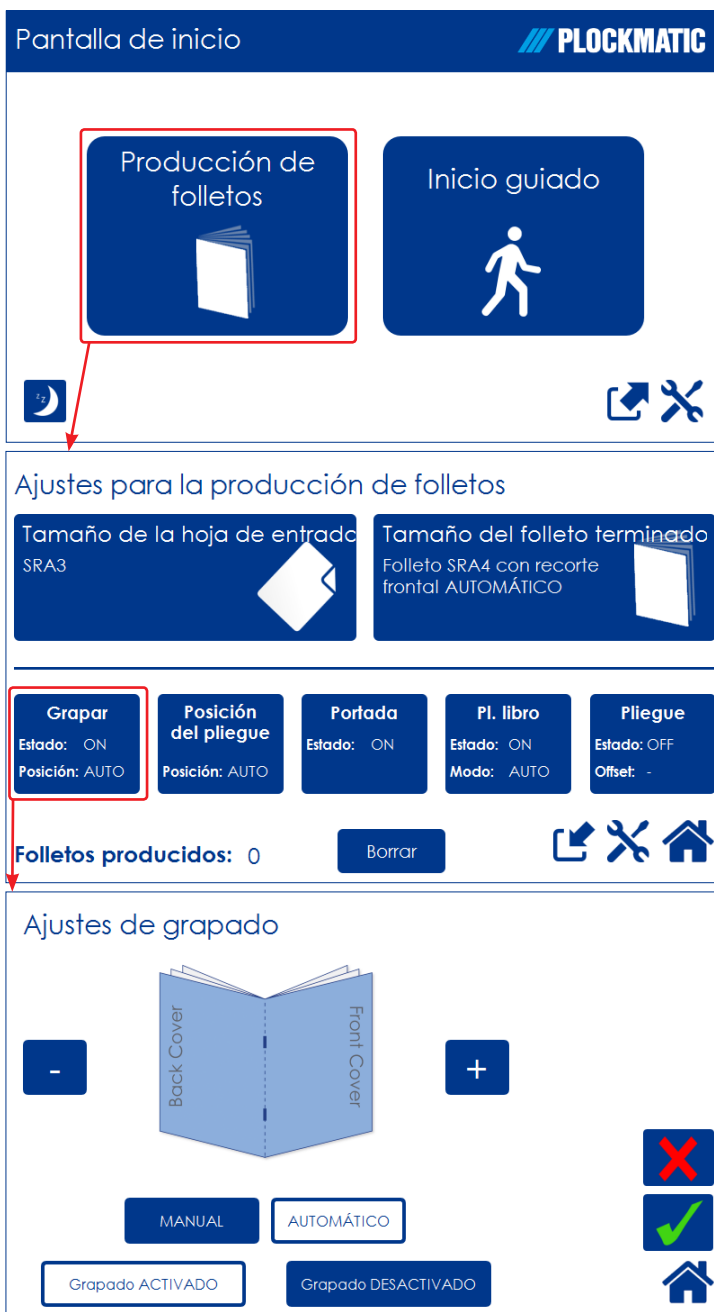 Pantalla de inicio
PLOCKMATIC
Producción de
folletos
Inicio guiado
z z
Ajustes para la producción de folletos
Tamaño de la hoja de entrada
SRA3
Tamaño del folleto terminado
Folleto SRA4 con recorte
frontal AUTOMÁTICO
Grapar
Estado: ON
Posición: AUTO
Posición
del pliegue
Posición: AUTO
Portada
Estado: ON
Pl. libro
Estado: ON
Modo: AUTO
Pliegue
Estado: OFF
Offset: -
Folletos producidos: 0
Borrar
Ajustes de grapado
Back Cover
Front Cover
-
+
MANUAL
AUTOMÁTICO
Grapado ACTIVADO
Grapado DESACTIVADO